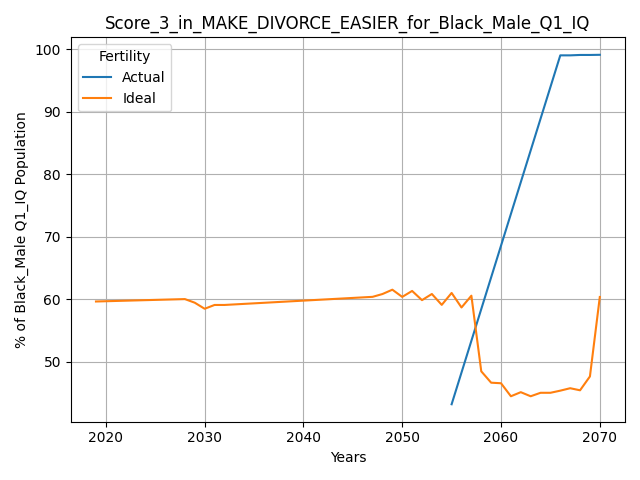 Score_3_in_MAKE_DIVORCE_EASIER_for_Black_Male_Q1_IQ
Fertility
Actual
Ideal
100
90
80
70
60
50
% of Black_Male Q1_IQ Population
2020 2030 2040 2050 2060 2070
Years